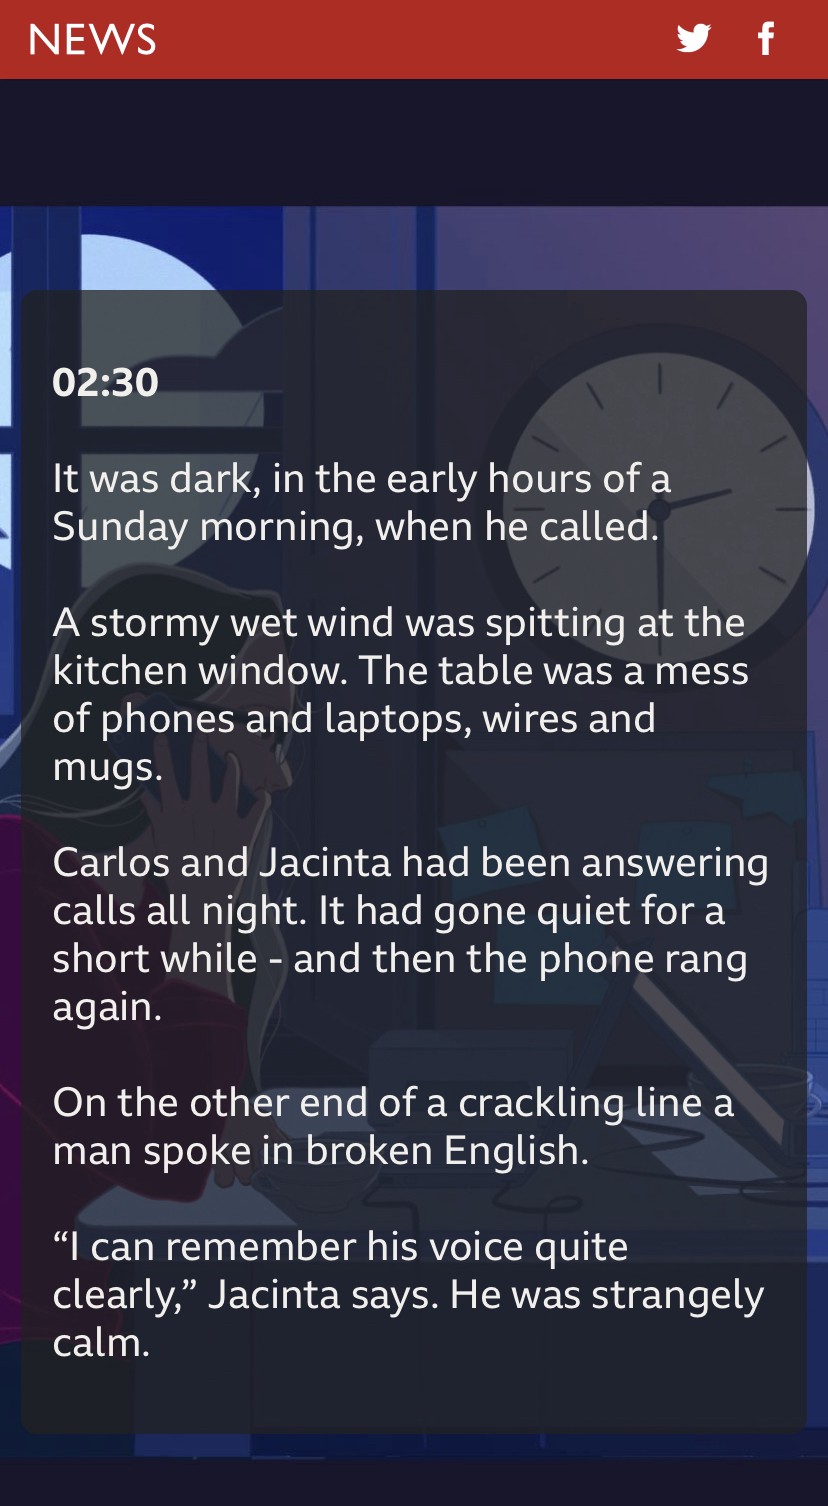 NEWS
02:30
It was dark, in the early hours of a
Sunday morning, when he called.
A stormy wet wind was spitting at the
kitchen window. The table was a mess
of phones and laptops, wires and
mugs.
Carlos and Jacinta had been answering
calls all night. It had gone quiet for a
short while - and then the phone rang
again.
On the other end of a crackling line a
man spoke in broken English.
“I can remember his voice quite
clearly,” Jacinta says. He was strangely
calm.